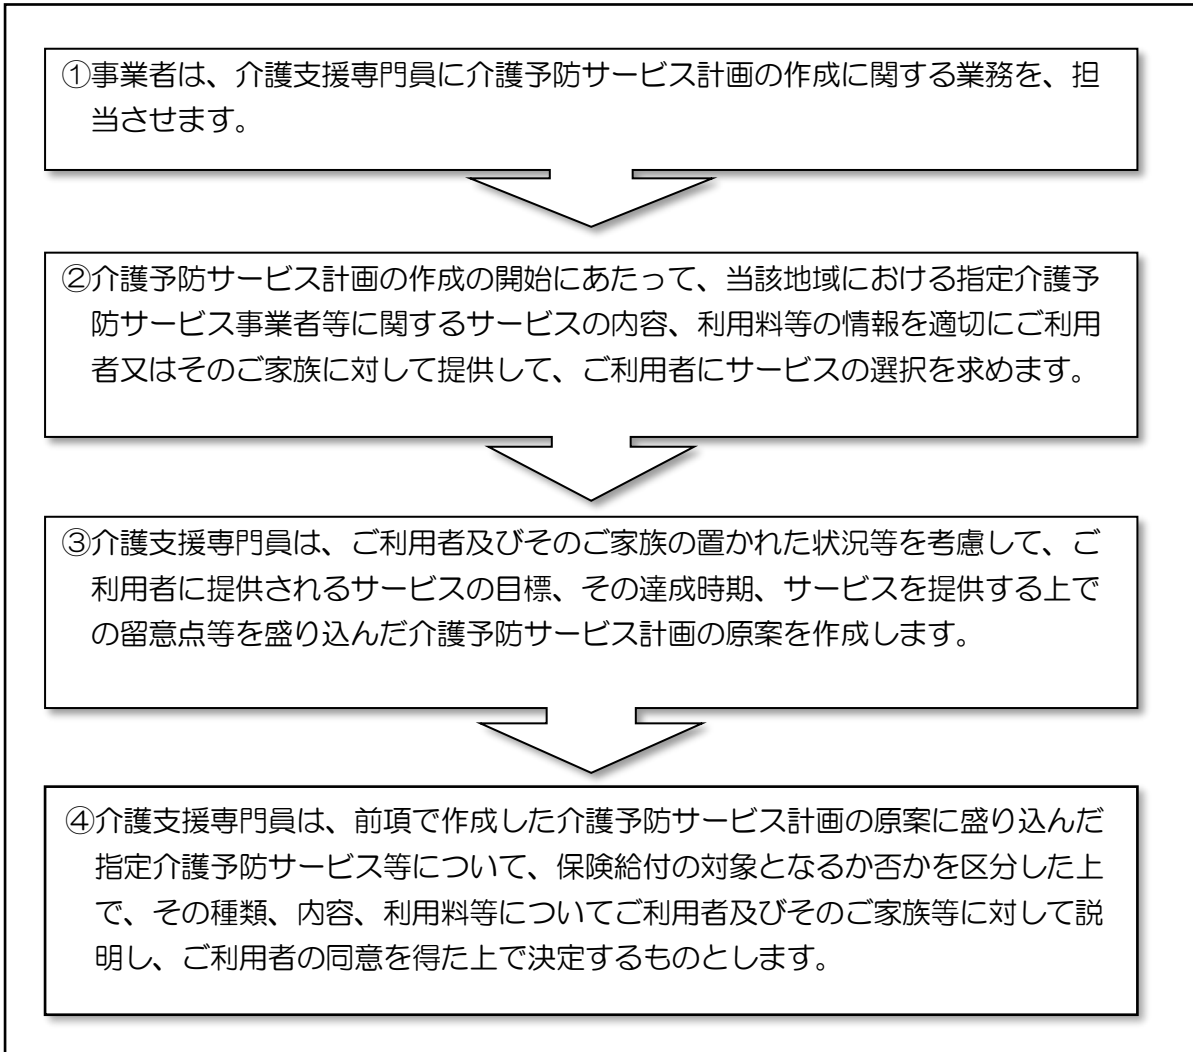 ①事業者は、介護支援専門員に介護予防サービス計画の作成に関する業務を、担
当させます。
②介護予防サービス計画の作成の開始にあたって、当該地域における指定介護予
防サービス事業者等に関するサービスの内容、利用料等の情報を適切にご利用
者又はそのご家族に対して提供して、ご利用者にサービスの選択を求めます。
③介護支援専門員は、ご利用者及びそのご家族の置かれた状況等を考慮して、ご
利用者に提供されるサービスの目標、その達成時期、サービスを提供する上で
の留意点等を盛り込んだ介護予防サービス計画の原案を作成します。
④介護支援専門員は、前項で作成した介護予防サービス計画の原案に盛り込んだ
指定介護予防サービス等について、保険給付の対象となるか否かを区分した上
で、その種類、内容、利用料等についてご利用者及びそのご家族等に対して説
明し、ご利用者の同意を得た上で決定するものとします。